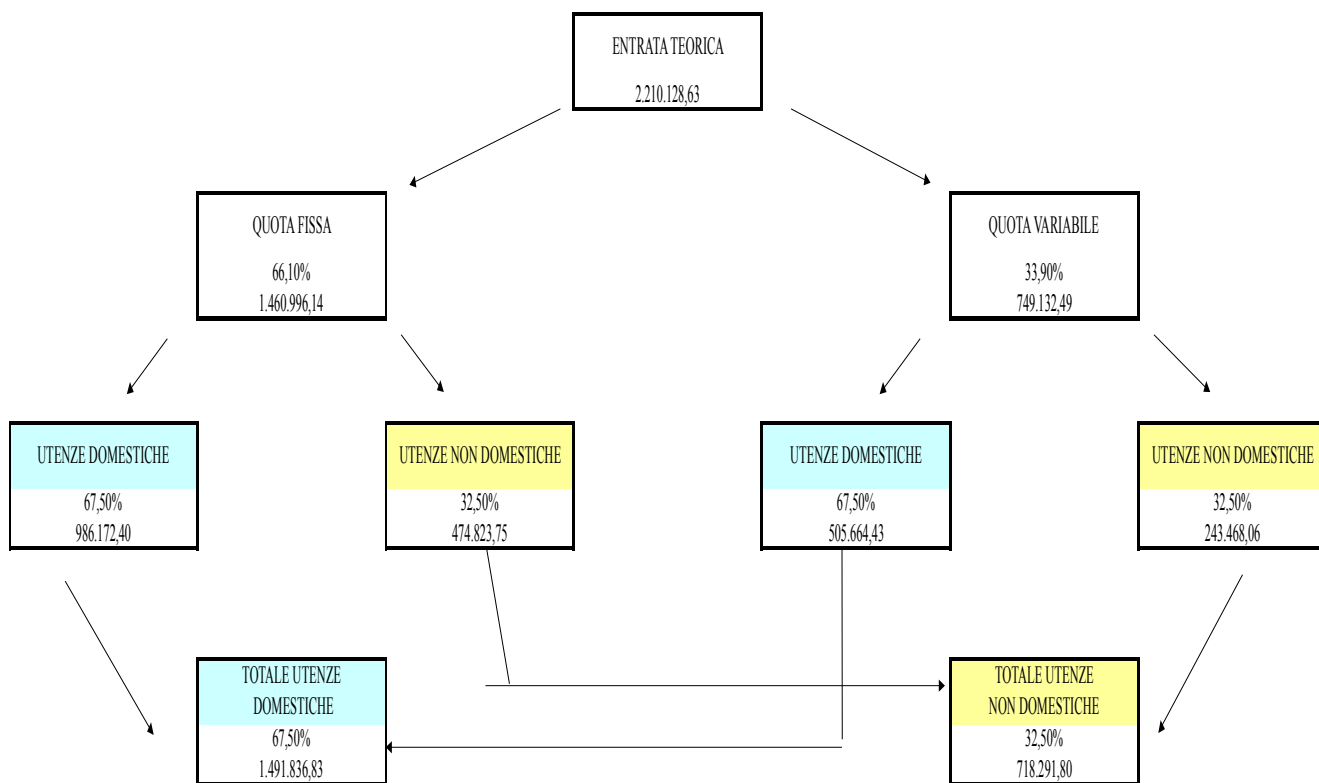 ENTRATA TEORICA
2.210.128,63
QUOTA FISSA
66,10%
1.460.996,14
QUOTA VARIABILE
33,90%
749.132,49
UTENZE DOMESTICHE
67,50%
986.172,40
UTENZE NON DOMESTICHE
32,50%
474.823,75
UTENZE DOMESTICHE
67,50%
505.664,43
UTENZE NON DOMESTICHE
32,50%
243.468,06
TOTALE UTENZE
DOMESTICHE
67,50%
1.491.836,83
TOTALE UTENZE
NON DOMESTICHE
32,50%
718.291,80